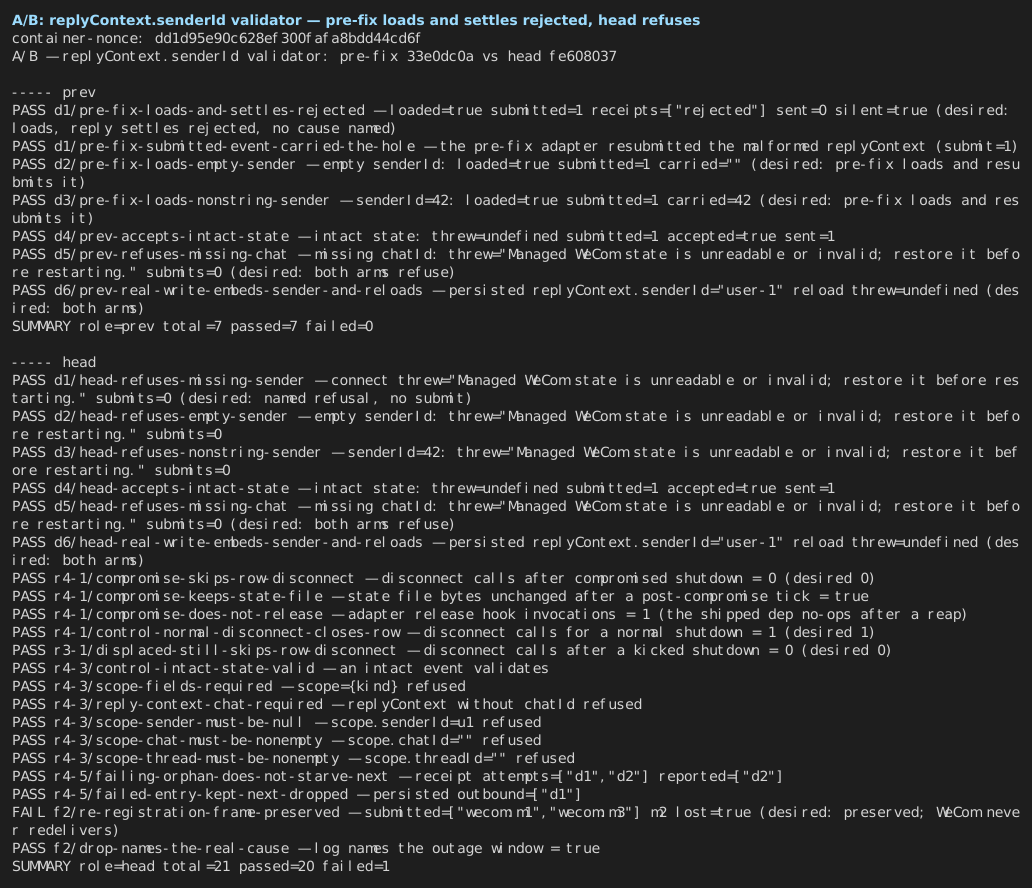 A/B: replyContext.senderId validator — pre-fix loads and settles rejected, head refuses
container-nonce: dd1d95e90c628ef300fafa8bdd44cd6f
A/B — replyContext.senderId validator: pre-fix 33e0dc0a vs head fe608037
----- prev
PASS d1/pre-fix-loads-and-settles-rejected — loaded=true submitted=1 receipts=["rejected"] sent=0 silent=true (desired:
loads, reply settles rejected, no cause named)
PASS d1/pre-fix-submitted-event-carried-the-hole — the pre-fix adapter resubmitted the malformed replyContext (submit=1)
PASS d2/pre-fix-loads-empty-sender — empty senderId: loaded=true submitted=1 carried="" (desired: pre-fix loads and resu
bmits it)
PASS d3/pre-fix-loads-nonstring-sender — senderId=42: loaded=true submitted=1 carried=42 (desired: pre-fix loads and res
ubmits it)
PASS d4/prev-accepts-intact-state — intact state: threw=undefined submitted=1 accepted=true sent=1
PASS d5/prev-refuses-missing-chat — missing chatId: threw="Managed WeCom state is unreadable or invalid; restore it befo
re restarting." submits=0 (desired: both arms refuse)
PASS d6/prev-real-write-embeds-sender-and-reloads — persisted replyContext.senderId="user-1" reload threw=undefined (des
ired: both arms)
SUMMARY role=prev total=7 passed=7 failed=0
----- head
PASS d1/head-refuses-missing-sender — connect threw="Managed WeCom state is unreadable or invalid; restore it before res
tarting." submits=0 (desired: named refusal, no submit)
PASS d2/head-refuses-empty-sender — empty senderId: threw="Managed WeCom state is unreadable or invalid; restore it befo
re restarting." submits=0
PASS d3/head-refuses-nonstring-sender — senderId=42: threw="Managed WeCom state is unreadable or invalid; restore it bef
ore restarting." submits=0
PASS d4/head-accepts-intact-state — intact state: threw=undefined submitted=1 accepted=true sent=1
PASS d5/head-refuses-missing-chat — missing chatId: threw="Managed WeCom state is unreadable or invalid; restore it befo
re restarting." submits=0 (desired: both arms refuse)
PASS d6/head-real-write-embeds-sender-and-reloads — persisted replyContext.senderId="user-1" reload threw=undefined (des
ired: both arms)
PASS r4-1/compromise-skips-row-disconnect — disconnect calls after compromised shutdown = 0 (desired 0)
PASS r4-1/compromise-keeps-state-file — state file bytes unchanged after a post-compromise tick = true
PASS r4-1/compromise-does-not-release — adapter release hook invocations = 1 (the shipped dep no-ops after a reap)
PASS r4-1/control-normal-disconnect-closes-row — disconnect calls for a normal shutdown = 1 (desired 1)
PASS r3-1/displaced-still-skips-row-disconnect — disconnect calls after a kicked shutdown = 0 (desired 0)
PASS r4-3/control-intact-state-valid — an intact event validates
PASS r4-3/scope-fields-required — scope={kind} refused
PASS r4-3/reply-context-chat-required — replyContext without chatId refused
PASS r4-3/scope-sender-must-be-null — scope.senderId=u1 refused
PASS r4-3/scope-chat-must-be-nonempty — scope.chatId="" refused
PASS r4-3/scope-thread-must-be-nonempty — scope.threadId="" refused
PASS r4-5/failing-orphan-does-not-starve-next — receipt attempts=["d1","d2"] reported=["d2"]
PASS r4-5/failed-entry-kept-next-dropped — persisted outbound=["d1"]
FAIL f2/re-registration-frame-preserved — submitted=["wecom:m1","wecom:m3"] m2 lost=true (desired: preserved; WeCom neve
r redelivers)
PASS f2/drop-names-the-real-cause — log names the outage window = true
SUMMARY role=head total=21 passed=20 failed=1